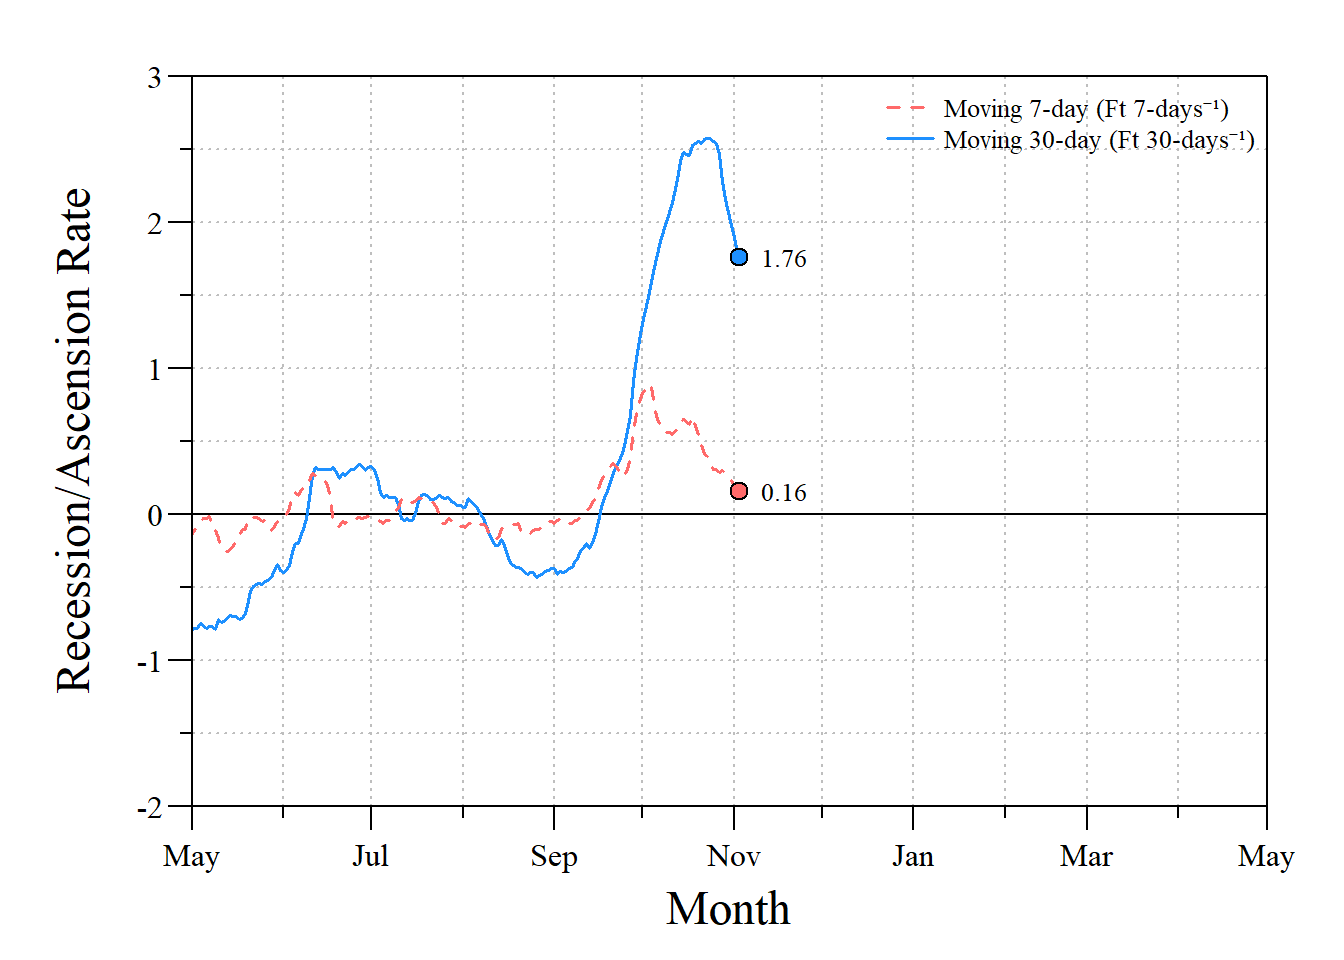 Moving 7-day (Ft 7-days⁻¹)
Moving 30-day (Ft 30-days⁻¹)
3
2
1
0
-1
-2
Recession/Ascension Rate
1.76
0.16
May Jul Sep Nov Jan Mar May
Month